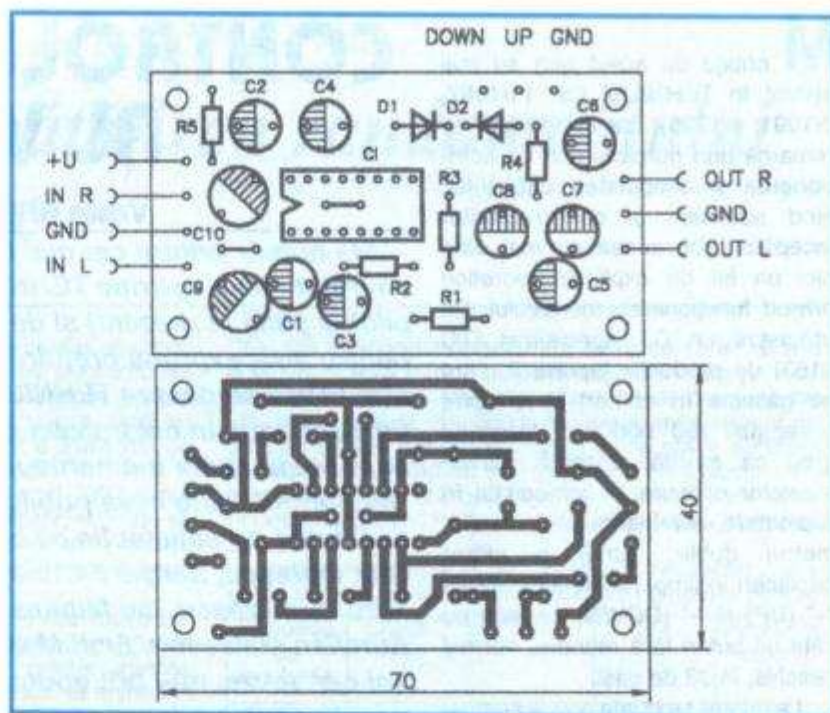 DOWN UP GND
C2 C4 D1 D2 C6
R5 CI R4
+U R3 OUT R
IN R C8 C7 GND
GND C10 OUT L
IN L R2 C5
C9 C1 R1
C3
40
70